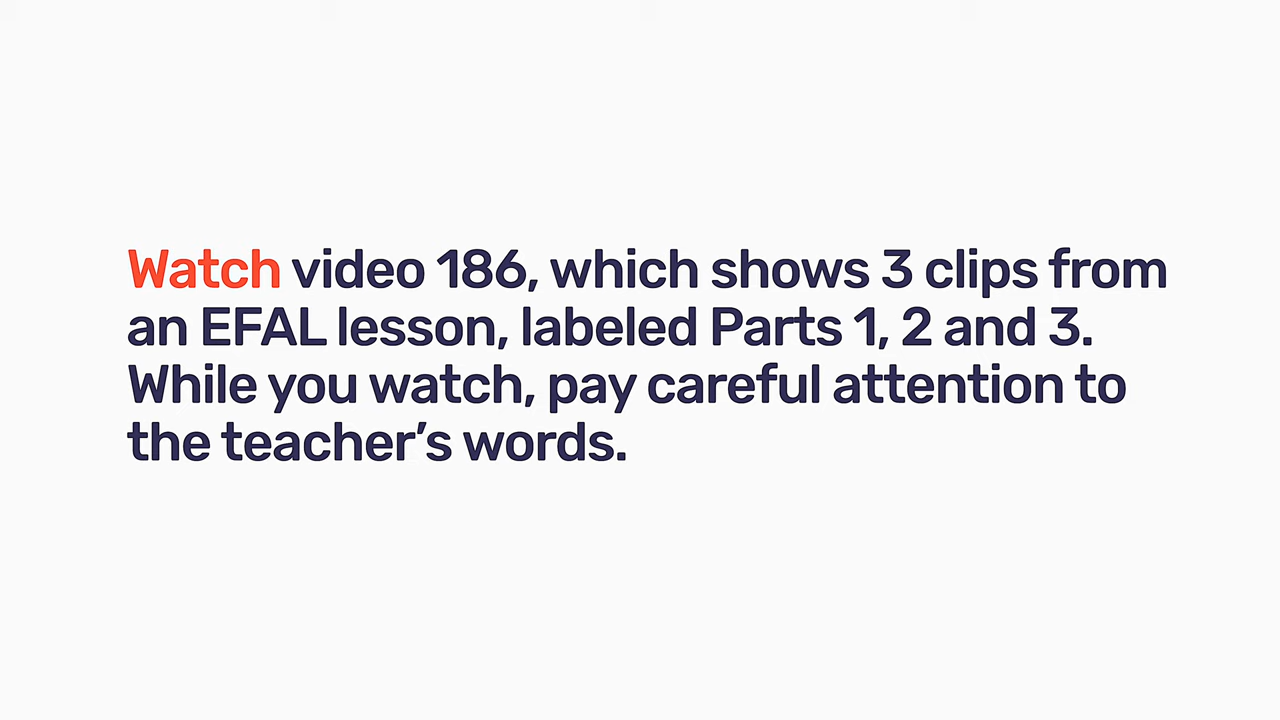 Watch video 186, which shows 3 clips from
an EFAL lesson, labeled Parts 1, 2 and 3.
While you watch, pay careful attention to
the teacher’s words.